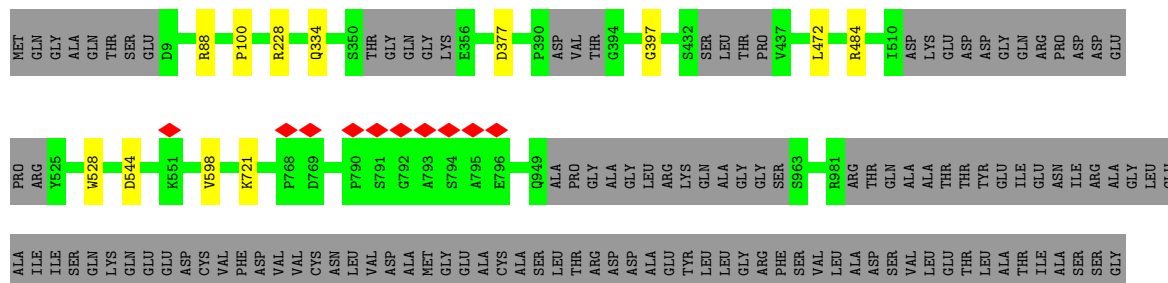 MET GLN GLY ALA GLN THR SER GLU D9 R88 P100 R228 Q334 S350 THR GLY GLN GLY LYS E356 D377 P390 ASP VAL THR G394 G397 S432 SER LEU THR PRO V437 L472 R484 I510 ASP LYS GLU ASP ASP GLY GLN ARG PRO ASP ASP GLU
PRO ARG Y525 W528 D544 K551 V598 K721 P768 D769 P790 S791 G792 A793 S794 A795 E796 Q949 ALA PRO GLY ALA GLY LEU ARG LYS GLN ALA GLY GLY SER S963 R981 ARG THR GLN ALA ALA THR THR TYR GLU ILE GLU ASN ILE ARG ALA GLY LEU
ALA ILE ILE SER GLN LYS GLN GLU GLU ASP CYS VAL PHE ASP VAL VAL CYS ASN LEU VAL ASP ALA MET GLY GLU ALA CYS ALA SER LEU THR ARG ASP ASP ALA GLU TYR LEU LEU GLY ARG PHE SER VAL LEU ALA ASP SER VAL LEU GLU THR LEU ALA THR ILE ALA SER SER GLY